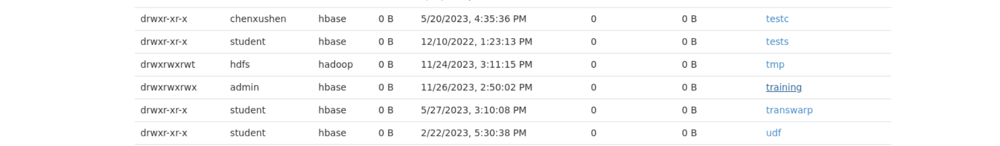 drwxr-xr-x chenxushen hbase 0 B 5/20/2023, 4:35:36 PM 0 0 B testc
drwxr-xr-x student hbase 0 B 12/10/2022, 1:23:13 PM 0 0 B tests
drwxrwxrwt hdfs hadoop 0 B 11/24/2023, 3:11:15 PM 0 0 B tmp
drwxrwxrwx admin hbase 0 B 11/26/2023, 2:50:02 PM 0 0 B training
drwxr-xr-x student hbase 0 B 5/27/2023, 3:10:08 PM 0 0 B transwarp
drwxr-xr-x student hbase 0 B 2/22/2023, 5:30:38 PM 0 0 B udf